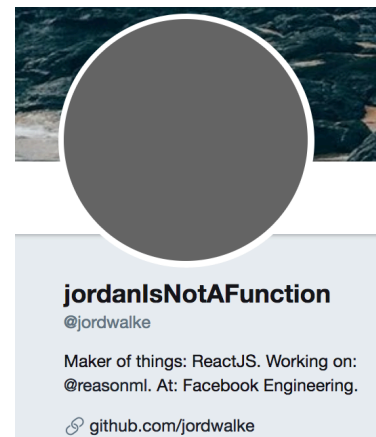 jordanIsNotAFunction
@jordwalke
Maker of things: ReactJS. Working on:
@reasonml. At: Facebook Engineering.
github.com/jordwalke